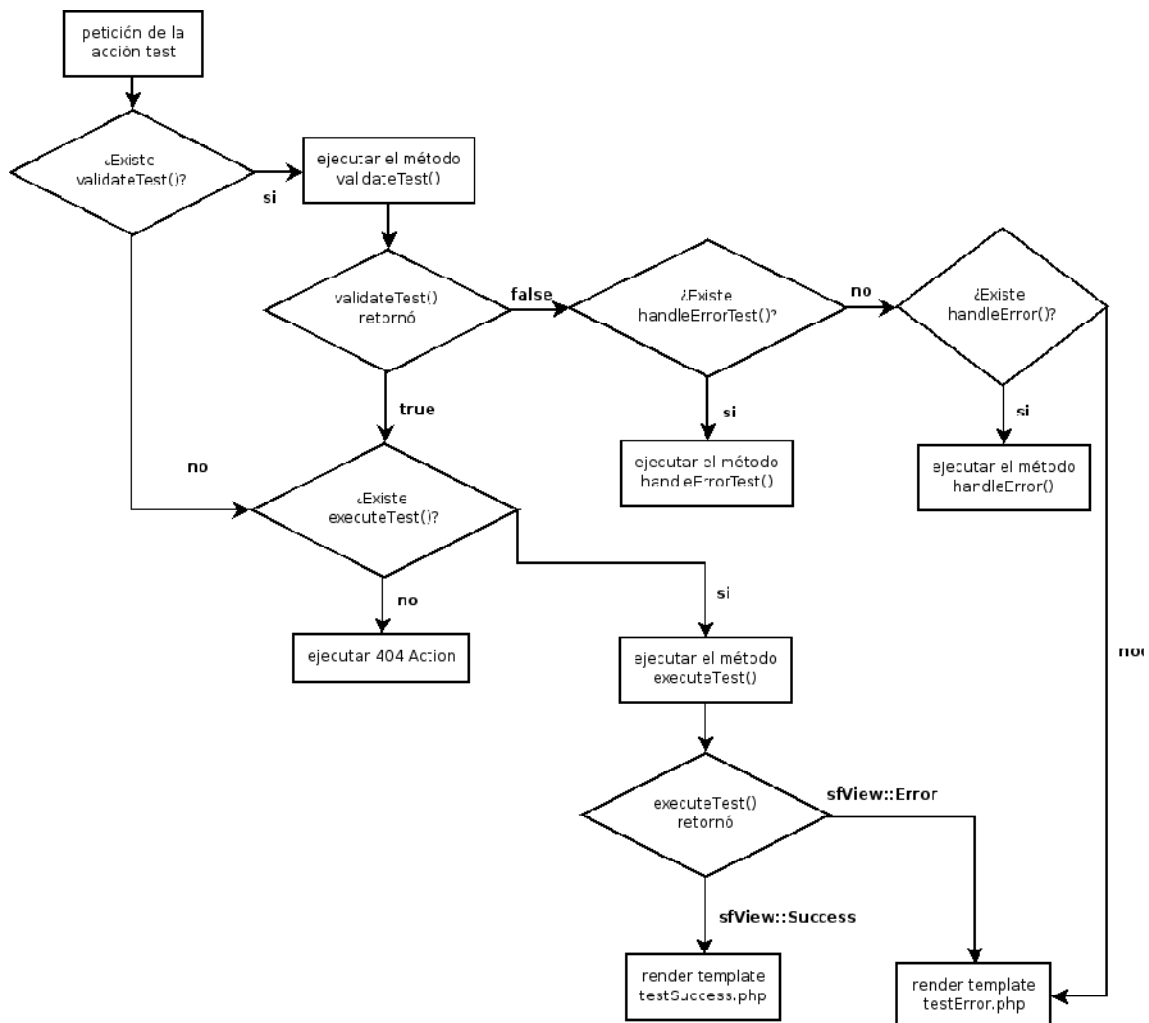 petición de la
acción test
¿Existe
validateTest()?
si
ejecutar el método
validateTest()
validateTest()
retornó
false
¿Existe
handleErrorTest()?
no
¿Existe
handleError()?
true
si
si
no
ejecutar el método
handleErrorTest()
ejecutar el método
handleError()
¿Existe
executeTest()?
no
si
ejecutar 404 Action
ejecutar el método
executeTest()
no
executeTest()
retornó
sfView::Error
sfView::Success
render template
testSuccess.php
render template
testError.php